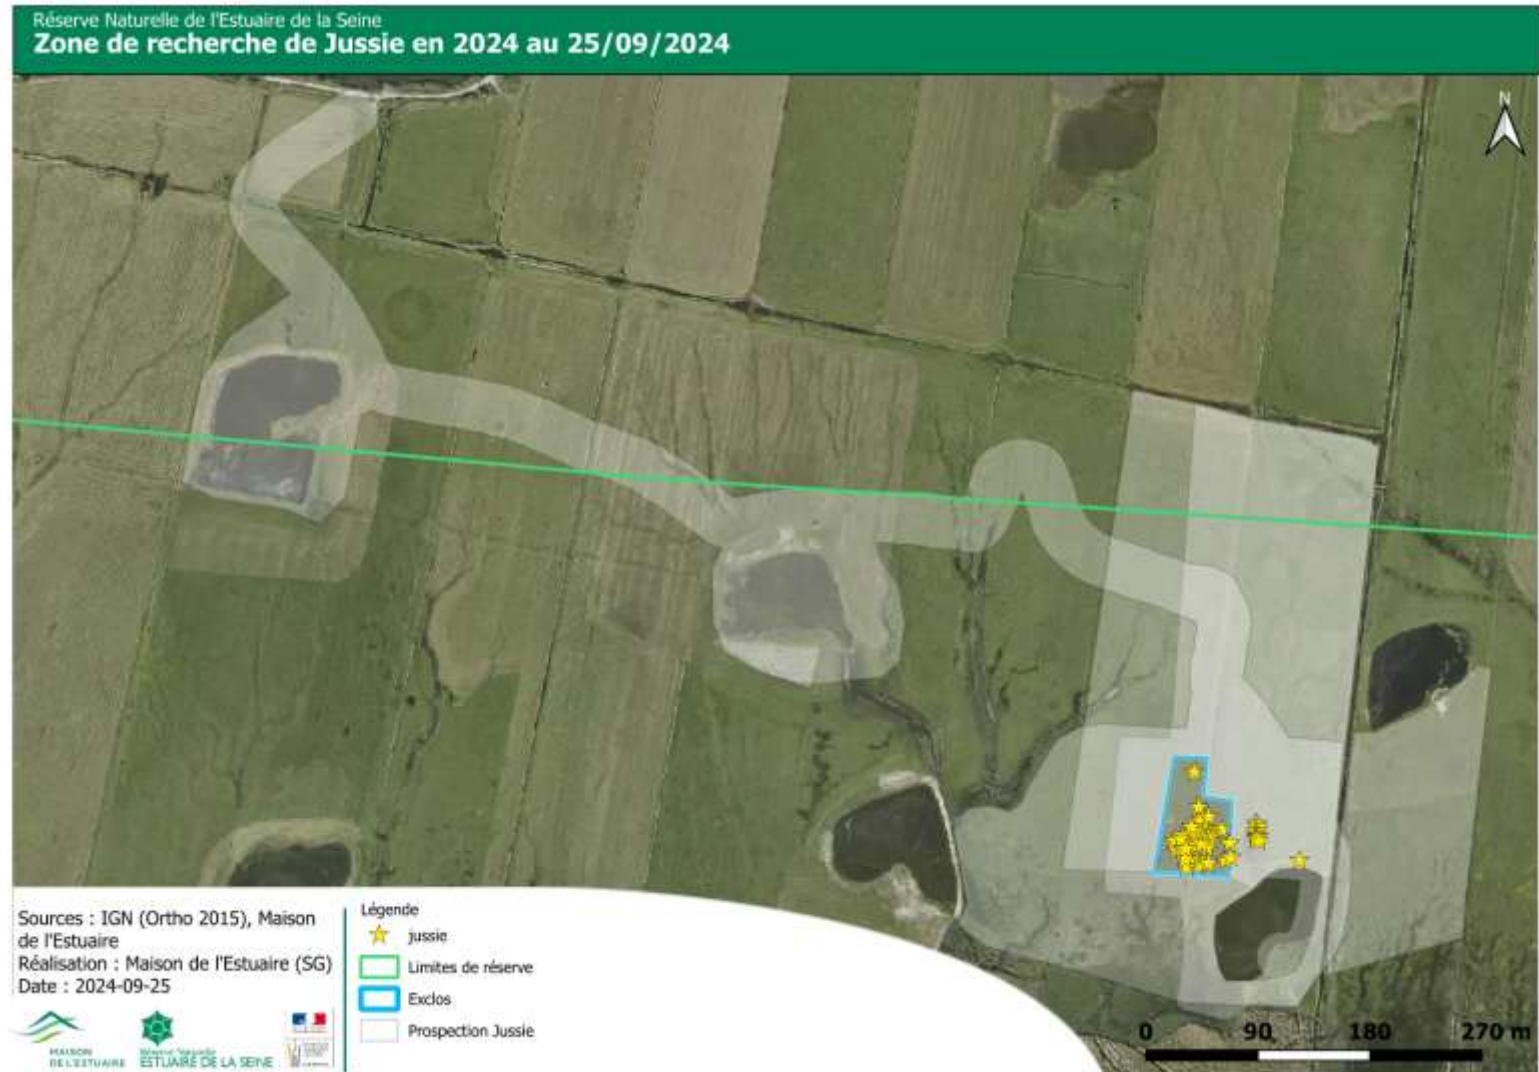 Réserve Naturelle de l'Estuaire de la Seine
Zone de recherche de Jussie en 2024 au 25/09/2024
N
Sources : IGN (Ortho 2015), Maison
de l'Estuaire
Réalisation : Maison de l'Estuaire (SG)
Date : 2024-09-25
Légende
jussie
Limites de réserve
Exclos
Prospection Jussie
MAISON
DE L'ESTUAIRE
Réserve Naturelle
ESTUAIRE DE LA SEINE
0 90 180 270 m